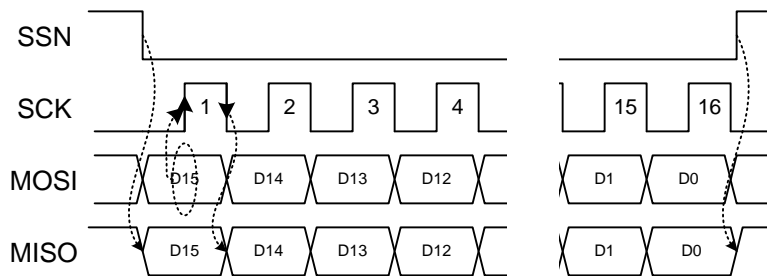 SSN
SCK 1 2 3 4 15 16
MOSI D15 D14 D13 D12 D1 D0
MISO D15 D14 D13 D12 D1 D0